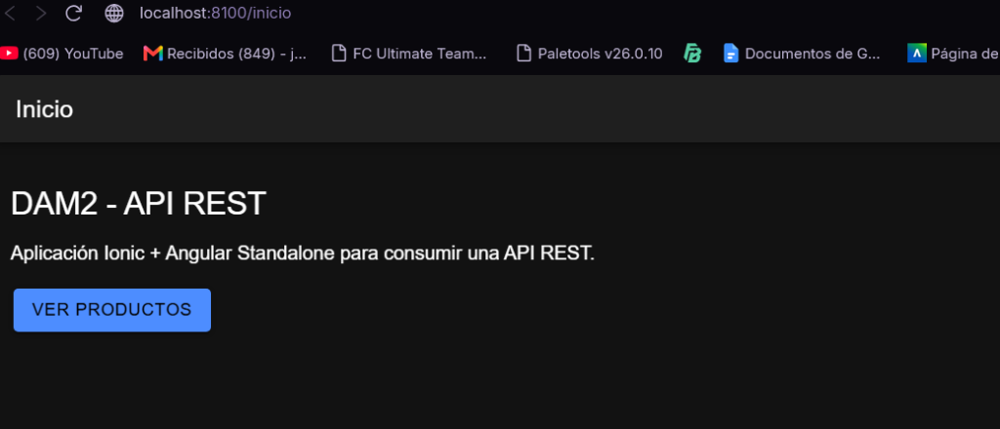 localhost:8100/inicio
(609) YouTube Recibidos (849) - j... FC Ultimate Team... Paletools v26.0.10 Documentos de G... Página de
Inicio
DAM2 - API REST
Aplicación Ionic + Angular Standalone para consumir una API REST.
VER PRODUCTOS